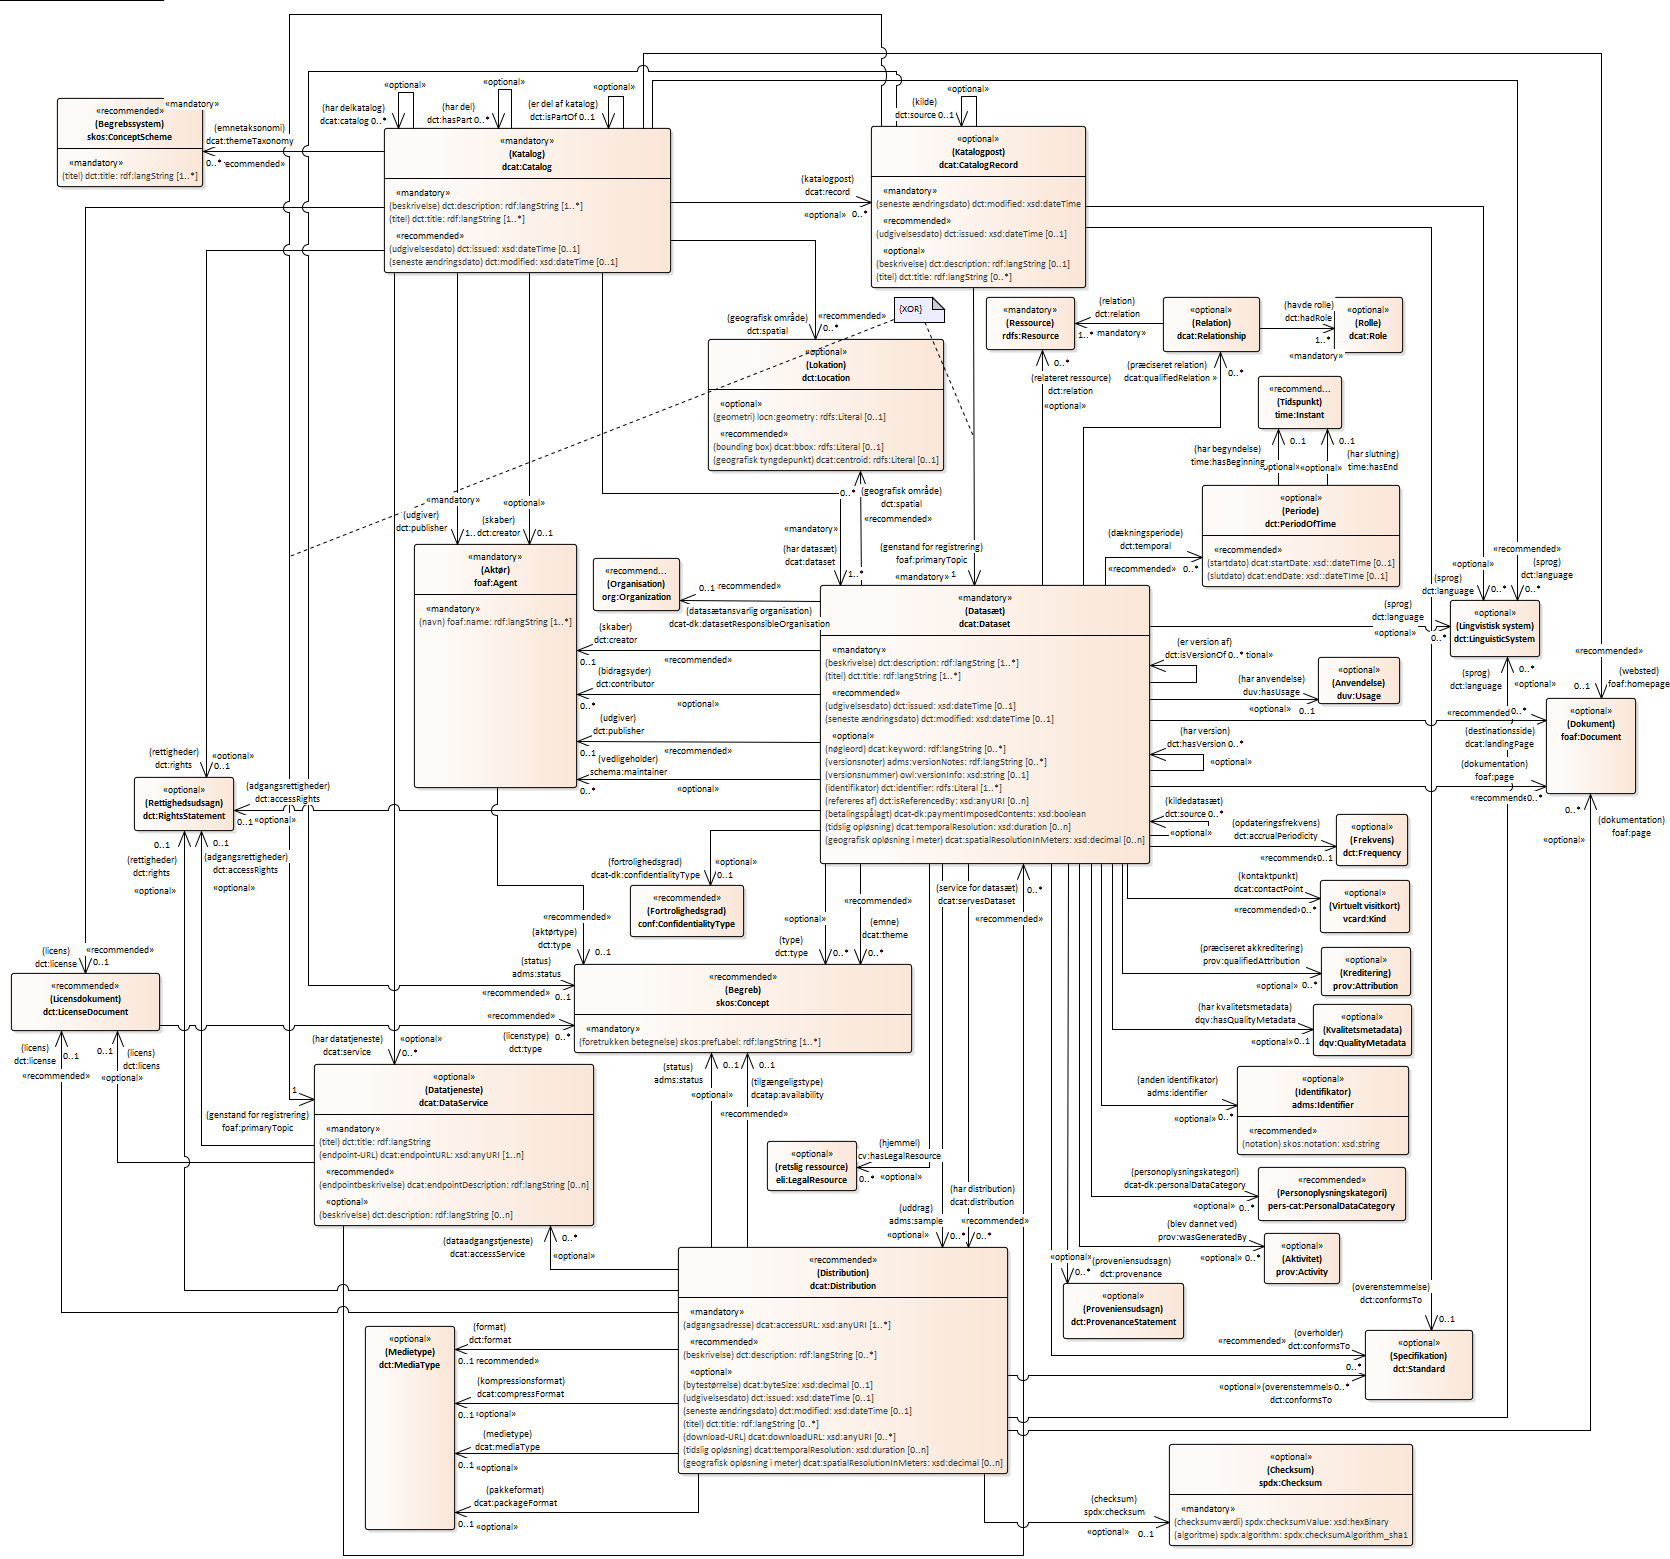 «recommended»
(Begrebssystem)
skos:ConceptScheme
«mandatory»
(titel) dct:title: rdf:langString [1..*]
«mandatory»
(emnetaksonomi)
dcat:themeTaxonomy
0..*
«optional»
(har delkatalog)
dcat:catalog 0..*
«optional»
(har del)
dct:hasPart 0..*
«optional»
(er del af katalog)
dct:isPartOf 0..1
«mandatory»
(Katalog)
dcat:Catalog
«mandatory»
(beskrivelse) dct:description: rdf:langString [1..*]
(titel) dct:title: rdf:langString [1..*]
«recommended»
(udgivelsesdato) dct:issued: xsd:dateTime [0..1]
(seneste ændringsdato) dct:modified: xsd:dateTime [0..1]
«optional»
(kilde)
dct:source 0..1
(katalogpost)
dcat:record
«optional» 0..*
«optional»
(Katalogpost)
dcat:CatalogRecord
«mandatory»
(seneste ændringsdato) dct:modified: xsd:dateTime
«recommended»
(udgivelsesdato) dct:issued: xsd:dateTime [0..1]
«optional»
(beskrivelse) dct:description: rdf:langString [0..1]
(titel) dct:title: rdf:langString [0..*]
{XOR}
(geografisk område)
dct:spatial
«recommended»
0..*
«optional»
(Lokation)
dct:Location
«optional»
(geometri) locn:geometry: rdfs:Literal [0..1]
«recommended»
(bounding box) dcat:bbox: rdfs:Literal [0..1]
(geografisk tyngdepunkt) dcat:centroid: rdfs:Literal [0..1]
«mandatory»
(Ressource)
rdfs:Resource
(relation)
dct:relation
1..* mandatory»
«optional»
(Relation)
dcat:Relationship
(havde rolle)
dct:hadRole
1..*
«mandatory»
«optional»
(Rolle)
dcat:Role
0..*
(relateret ressource)
dct:relation
«optional»
(præciseret relation)
dct:qualifiedRelation »
0..*
«recommend...
(Tidspunkt)
time:Instant
0..1
(har begyndelse)
time:hasBeginning
0..1
(har slutning)
time:hasEnd
«optional»
«optional»
(Periode)
dct:PeriodOfTime
«recommended»
(startdato) dcat:startDate: xsd::dateTIme [0..1]
(slutdato) dcat:endDate: xsd::dateTIme [0..1]
(dækningsperiode)
dct:temporal
«recommended» 0..*
«mandatory»
(udgiver)
dct:publisher
1..
«optional»
(skaber)
dct:creator
0..1
«mandatory»
(Aktør)
foaf:Agent
«mandatory»
(navn) foaf:name: rdf:langString [1..*]
«recommend...
(Organisation)
org:Organization
0..1 recommended»
(datasætansvarlig organisation)
dcat-dk:datasetResponsibleOrganisation
0..*
(geografisk område)
dct:spatial
«recommended»
«mandatory»
(har datasæt)
dcat:dataset
1..*
(genstand for registrering)
foaf:primaryTopic
«mandatory» 1
(skaber)
dct:creator
0..1
«recommended»
(bidragsyder)
dct:contributor
0..*
«optional»
(udgiver)
dct:publisher
0..1
«recommended»
(vedligeholder)
schema:maintainer
0..*
«optional»
«mandatory»
(Datasæt)
dcat:Dataset
«mandatory»
(beskrivelse) dct:description: rdf:langString [1..*]
(titel) dct:title: rdf:langString [1..*]
«recommended»
(udgivelsesdato) dct:issued: xsd:dateTime [0..1]
(seneste ændringsdato) dct:modified: xsd:dateTime [0..1]
«optional»
(nøgleord) dcat:keyword: rdf:langString [0..*]
(versionsnoter) adms:versionNotes: rdf:langString [0..*]
(versionsnummer) owl:versionInfo: xsd:string [0..1]
(identifikator) dct:identifier: rdfs:Literal [1..*]
(refereres af) dct:isReferencedBy: xsd:anyURI [0..n]
(betalingspålagt) dcat-dk:paymentImposedContents: xsd:boolean
(tidslig opløsning) dcat:temporalResolution: xsd:duration [0..n]
(geografisk opløsning i meter) dcat:spatialResolutionInMeters: xsd:decimal [0..n]
(er version af)
dct:isVersionOf 0..* tional»
(har anvendelse)
duv:hasUsage
«optional» 0..1
«optional»
(Anvendelse)
duv:Usage
(har version)
dct:hasVersion 0..*
«optional»
(kildedatasæt)
dct:source 0..*
«optional»
«optional»
(sprog)
dct:language
0..*
«recommended»
(sprog)
dct:language
0..*
(sprog)
dct:language
«optional»
0..*
«optional»
(Lingvistisk system)
dct:LinguisticSystem
(sprog)
dct:language
0..*
«optional»
«recommended»
(websted)
foaf:homepage
0..1
«recommended» 0..*
(destinationsside)
dcat:landingPage
(dokumentation)
foaf:page
«recommend 0..*
«optional»
(Dokument)
foaf:Document
0..*
(dokumentation)
foaf:page
«optional»
(opdateringsfrekvens)
dct:accrualPeriodicity
«recommende 0..1
«optional»
(Frekvens)
dct:Frequency
(kontaktpunkt)
dcat:contactPoint
«recommended» 0..*
«optional»
(Virtuelt visitkort)
vcard:Kind
(præciseret akkreditering)
prov:qualifiedAttribution
«optional» 0..*
«optional»
(Kreditering)
prov:Attribution
(har kvalitetsmetadata)
dqv:hasQualityMetadata
«optional» 0..1
«optional»
(Kvalitetsmetadata)
dqv:QualityMetadata
(anden identifikator)
adms:identifier
«optional» 0..*
«optional»
(Identifikator)
adms:Identifier
«recommended»
(notation) skos:notation: xsd:string
(personoplysningskategori)
dcat-dk:personalDataCategory
«optional» 0..*
«recommended»
(Personoplysningskategori)
pers-cat:PersonalDataCategory
(blev dannet ved)
prov:wasGeneratedBy
«optional» 0..*
«optional»
(Aktivitet)
prov:Activity
«optional»
0..*
(proveniensudsagn)
dct:provenance
«optional»
(Proveniensudsagn)
dct:ProvenanceStatement
(overenstemmelse)
dct:conformsTo
0..1
«recommended»
(overholder)
dct:conformsTo
0..*
«optional»
(overenstemmels 0..*
dct:conformsTo
«optional»
(Specifikation)
dct:Standard
(rettigheder)
dct:rights
«optional»
0..1
«optional»
(Rettighedsudsagn)
dct:RightsStatement
(adgangsrettigheder)
dct:accessRights
0..1 «optional»
0..1
(rettigheder)
dct:rights
«optional»
0..1
(adgangsrettigheder)
dct:accessRights
«optional»
(fortrolighedsgrad)
dcat-dk:confidentialityType
«optional»
0..1
«recommended»
(Fortrolighedsgrad)
conf:ConfidentialityType
«recommended»
(aktørtype)
dct:type
0..1
«optional»
(type)
dct:type
0..*
«recommended»
(emne)
dcat:theme
0..*
(service for datasæt)
dcat:servesDataset
0..*
«recommended»
(licens)
dct:license
«recommended»
0..1
«recommended»
(Licensdokument)
dct:LicenseDocument
(licens)
dct:license
0..1
«recommended»
0..1
(licens)
dct:licens
«optional»
(status)
adms:status
«recommended» 0..1
«recommended»
(licenstype)
dct:type
0..*
«recommended»
(Begreb)
skos:Concept
«mandatory»
(foretrukken betegnelse) skos:prefLabel: rdf:langString [1..*]
(har datatjeneste)
dcat:service
«optional»
0..*
1
(genstand for registrering)
foaf:primaryTopic
«optional»
(Datatjeneste)
dcat:DataService
«mandatory»
(titel) dct:title: rdf:langString
(endpoint-URL) dcat:endpointURL: xsd:anyURI [1..n]
«recommended»
(endpointbeskrivelse) dcat:endpointDescription: rdf:langString [0..n]
«optional»
(beskrivelse) dct:description: rdf:langString [0..n]
(status)
adms:status
0..1
«optional»
0..1
(tilgængeligstype)
dcatap:availability
«recommended»
«optional»
(retslig ressource)
eli:LegalResource
(hjemmel)
cv:hasLegalResource
0..* «optional»
(uddrag)
adms:sample
«optional» 0..*
(har distribution)
dcat:distribution
«recommended»
0..*
(dataadgangstjeneste)
dcat:accessService
0..*
«optional»
«recommended»
(Distribution)
dcat:Distribution
«mandatory»
(adgangsadresse) dcat:accessURL: xsd:anyURI [1..*]
«recommended»
(beskrivelse) dct:description: rdf:langString [0..*]
«optional»
(bytestørrelse) dcat:byteSize: xsd:decimal [0..1]
(udgivelsesdato) dct:issued: xsd:dateTime [0..1]
(seneste ændringsdato) dct:modified: xsd:dateTime [0..1]
(titel) dct:title: rdf:langString [0..*]
(download-URL) dcat:downloadURL: xsd:anyURI [0..*]
(tidslig opløsning) dcat:temporalResolution: xsd:duration [0..n]
(geografisk opløsning i meter) dcat:spatialResolutionInMeters: xsd:decimal [0..n]
«optional»
(Medietype)
dct:MediaType
(format)
dct:format
0..1 recommended»
(kompressionsformat)
dcat:compressFormat
0..1 «optional»
(medietype)
dcat:mediaType
0..1 «optional»
(pakkeformat)
dcat:packageFormat
0..1 «optional»
(checksum)
spdx:checksum
«optional» 0..1
«optional»
(Checksum)
spdx:Checksum
«mandatory»
(checksumværdi) spdx:checksumValue: xsd:hexBinary
(algoritme) spdx:algorithm: spdx:checksumAlgorithm_sha1